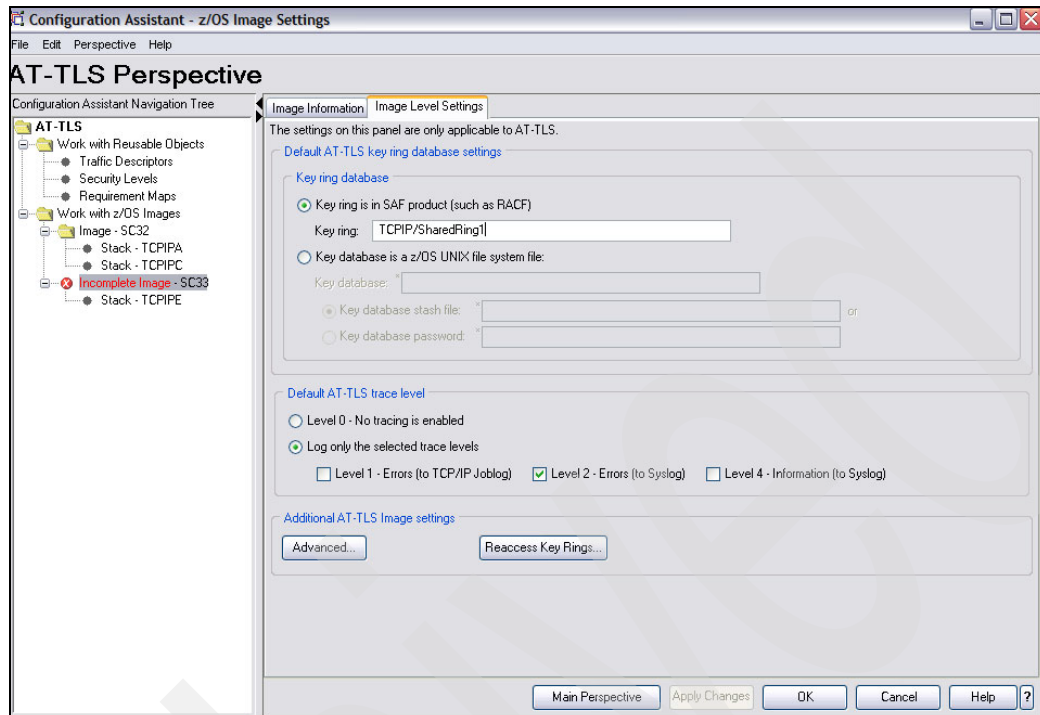 Configuration Assistant - z/OS Image Settings
File Edit Perspective Help
AT-TLS Perspective
Configuration Assistant Navigation Tree
AT-TLS
Work with Reusable Objects
Traffic Descriptors
Security Levels
Requirement Maps
Work with z/OS Images
Image - SC32
Stack - TCPIPA
Stack - TCPIPC
Incomplete Image - SC33
Stack - TCPIPE
Image Information Image Level Settings
The settings on this panel are only applicable to AT-TLS.
Default AT-TLS key ring database settings
Key ring database
Key ring is in SAF product (such as RACF)
Key ring: TCPIP/SharedRing1
Key database is a z/OS UNIX file system file:
Key database: *
Key database stash file: * or
Key database password: *
Default AT-TLS trace level
Level 0 - No tracing is enabled
Log only the selected trace levels
Level 1 - Errors (to TCP/IP Joblog) Level 2 - Errors (to Syslog) Level 4 - Information (to Syslog)
Additional AT-TLS Image settings
Advanced... Reaccess Key Rings...
Main Perspective Apply Changes OK Cancel Help ?